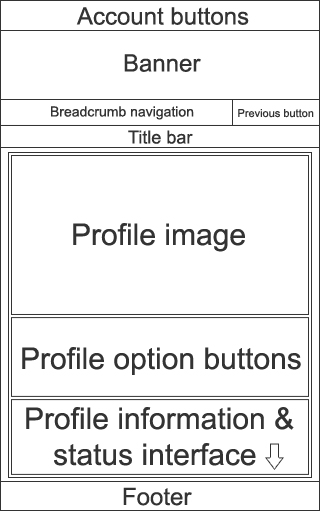 Account buttons
Banner
Breadcrumb navigation
Previous button
Title bar
Profile image
Profile option buttons
Profile information &
status interface
Footer